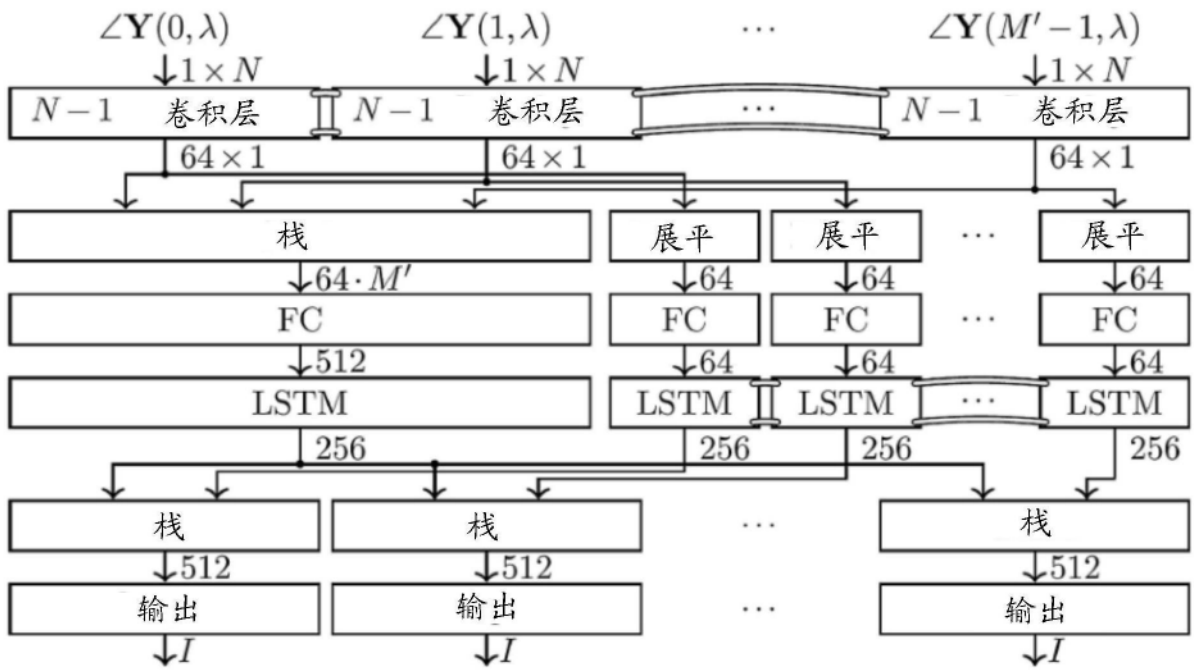 ∠Y(0, λ) ∠Y(1, λ) ··· ∠Y(M′ − 1, λ)
1 × N 1 × N 1 × N
N − 1 卷积层 N − 1 卷积层 ··· N − 1 卷积层
64 × 1 64 × 1 64 × 1
栈 展平 展平 ··· 展平
64 · M′ 64 64 64
FC FC FC ··· FC
512 64 64 64
LSTM LSTM LSTM ··· LSTM
256 256 256 256
栈 栈 ··· 栈
512 512 512
输出 输出 ··· 输出
I I I